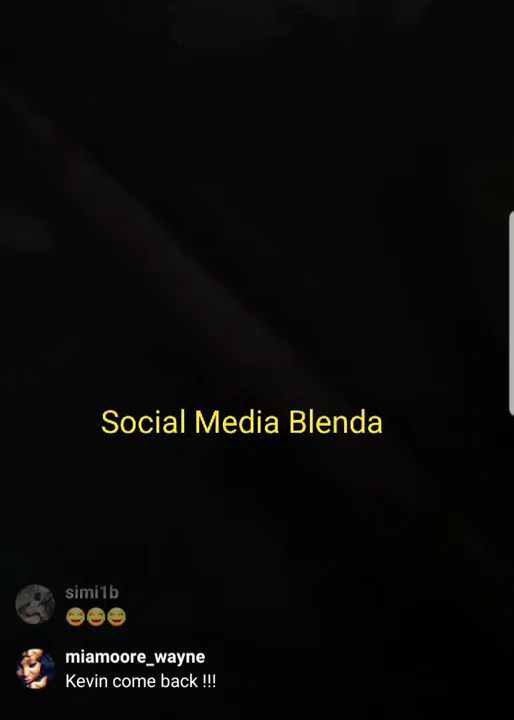 Social Media Blenda
simi1b
😅😅😅
miamoore_wayne
Kevin come back !!!